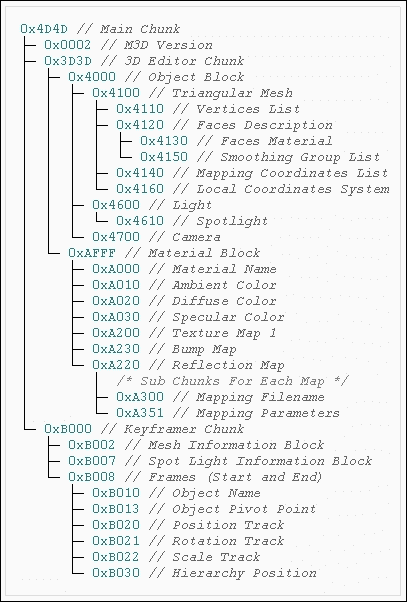 0x4D4D // Main Chunk
0x0002 // M3D Version
0x3D3D // 3D Editor Chunk
0x4000 // Object Block
0x4100 // Triangular Mesh
0x4110 // Vertices List
0x4120 // Faces Description
0x4130 // Faces Material
0x4150 // Smoothing Group List
0x4140 // Mapping Coordinates List
0x4160 // Local Coordinates System
0x4600 // Light
0x4610 // Spotlight
0x4700 // Camera
0xAFFF // Material Block
0xA000 // Material Name
0xA010 // Ambient Color
0xA020 // Diffuse Color
0xA030 // Specular Color
0xA200 // Texture Map 1
0xA230 // Bump Map
0xA220 // Reflection Map
/* Sub Chunks For Each Map */
0xA300 // Mapping Filename
0xA351 // Mapping Parameters
0xB000 // Keyframer Chunk
0xB002 // Mesh Information Block
0xB007 // Spot Light Information Block
0xB008 // Frames (Start and End)
0xB010 // Object Name
0xB013 // Object Pivot Point
0xB020 // Position Track
0xB021 // Rotation Track
0xB022 // Scale Track
0xB030 // Hierarchy Position